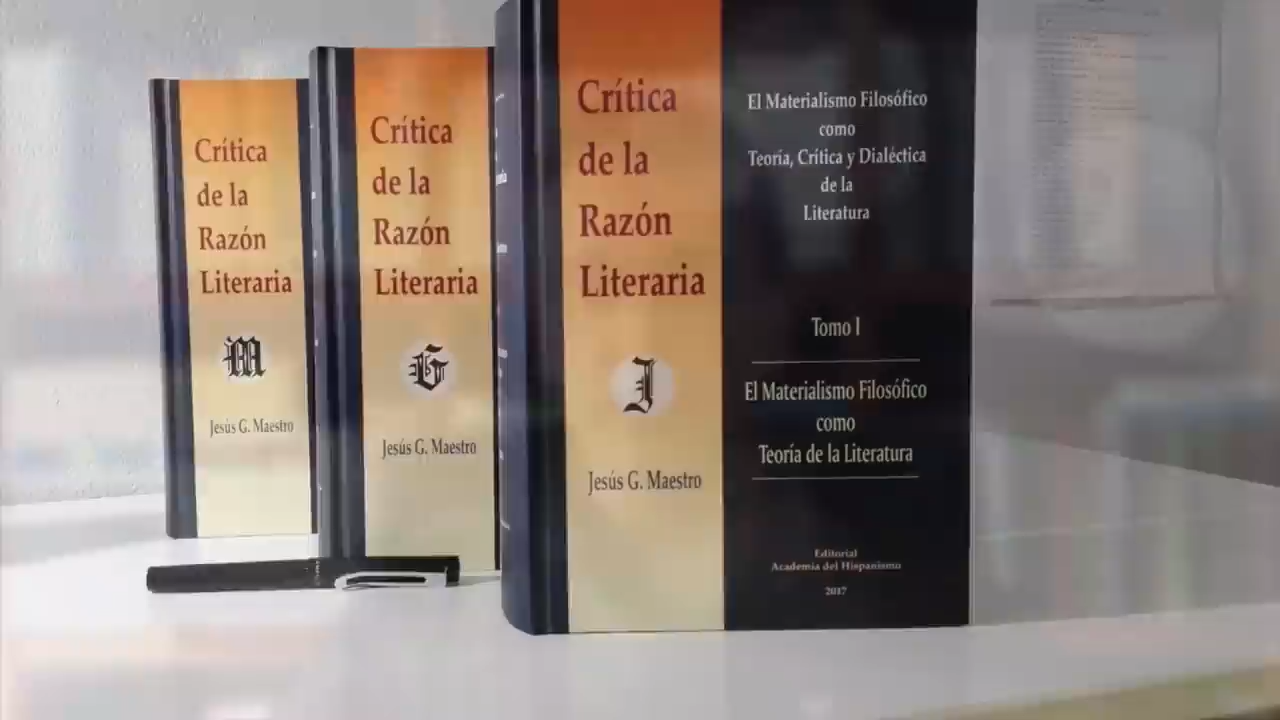 Crítica
de la
Razón
Literaria
M
Jesús G. Maestro
Crítica
de la
Razón
Literaria
G
Jesús G. Maestro
Crítica
de la
Razón
Literaria
J
Jesús G. Maestro
El Materialismo Filosófico
como
Teoría, Crítica y Dialéctica
de la
Literatura
Tomo I
El Materialismo Filosófico
como
Teoría de la Literatura
Editorial
Academia del Hispanismo
2017